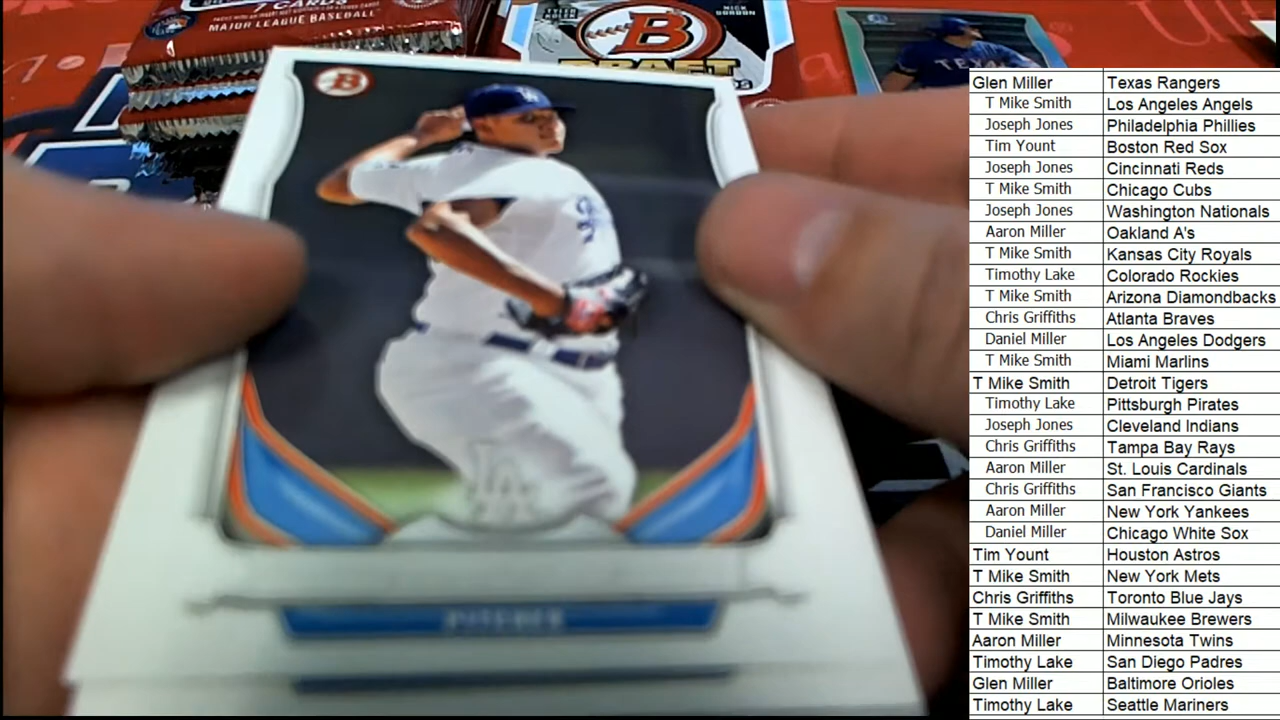 7 CARDS
MAJOR LEAGUE BASEBALL
NICK GORDON
B
DRAFT
TEXAS
B
PITCHER
Glen Miller Texas Rangers
T Mike Smith Los Angeles Angels
Joseph Jones Philadelphia Phillies
Tim Yount Boston Red Sox
Joseph Jones Cincinnati Reds
T Mike Smith Chicago Cubs
Joseph Jones Washington Nationals
Aaron Miller Oakland A's
T Mike Smith Kansas City Royals
Timothy Lake Colorado Rockies
T Mike Smith Arizona Diamondbacks
Chris Griffiths Atlanta Braves
Daniel Miller Los Angeles Dodgers
T Mike Smith Miami Marlins
T Mike Smith Detroit Tigers
Timothy Lake Pittsburgh Pirates
Joseph Jones Cleveland Indians
Chris Griffiths Tampa Bay Rays
Aaron Miller St. Louis Cardinals
Chris Griffiths San Francisco Giants
Aaron Miller New York Yankees
Daniel Miller Chicago White Sox
Tim Yount Houston Astros
T Mike Smith New York Mets
Chris Griffiths Toronto Blue Jays
T Mike Smith Milwaukee Brewers
Aaron Miller Minnesota Twins
Timothy Lake San Diego Padres
Glen Miller Baltimore Orioles
Timothy Lake Seattle Mariners